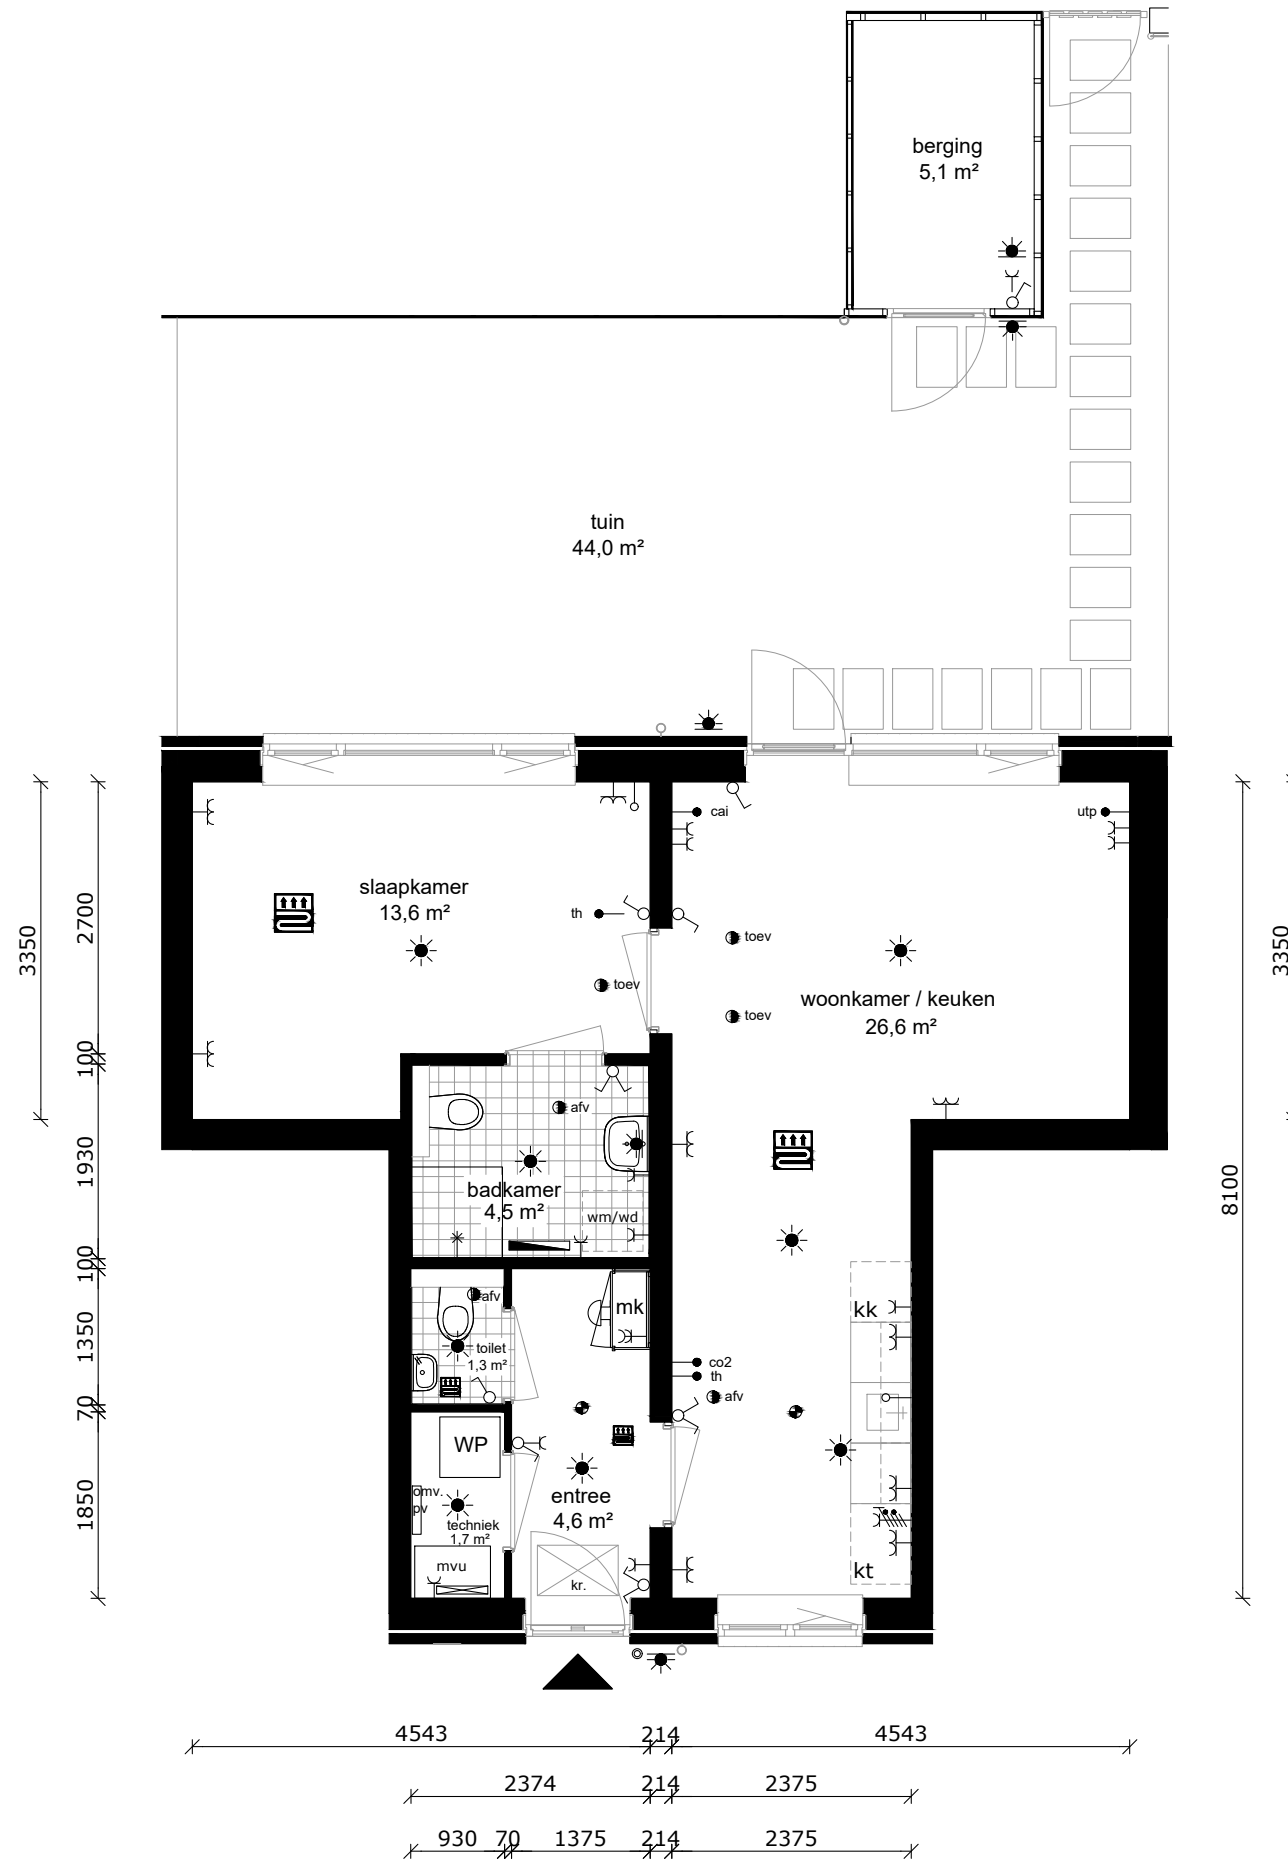 berging
5,1 m²
tuin
44,0 m²
cai
utp
slaapkamer
13,6 m²
th
toev
toev
toev
woonkamer / keuken
26,6 m²
afv
badkamer
4,5 m²
wm/wd
mk
kk
afv
toilet
1,3 m²
co2
th
afv
WP
omv.
pv
techniek
1,7 m²
mvu
entree
4,6 m²
kr.
kt
3350
2700
100
1930
100
1350
70
1850
3350
8100
4543
214
4543
2374
214
2375
930
70
1375
214
2375